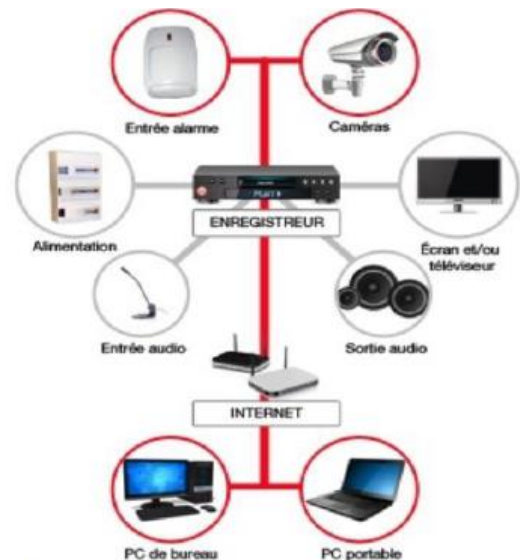 Entrée alarme
Caméras
ENREGISTREUR
Alimentation
Écran et/ou
téléviseur
Entrée audio
Sortie audio
INTERNET
PC de bureau
PC portable